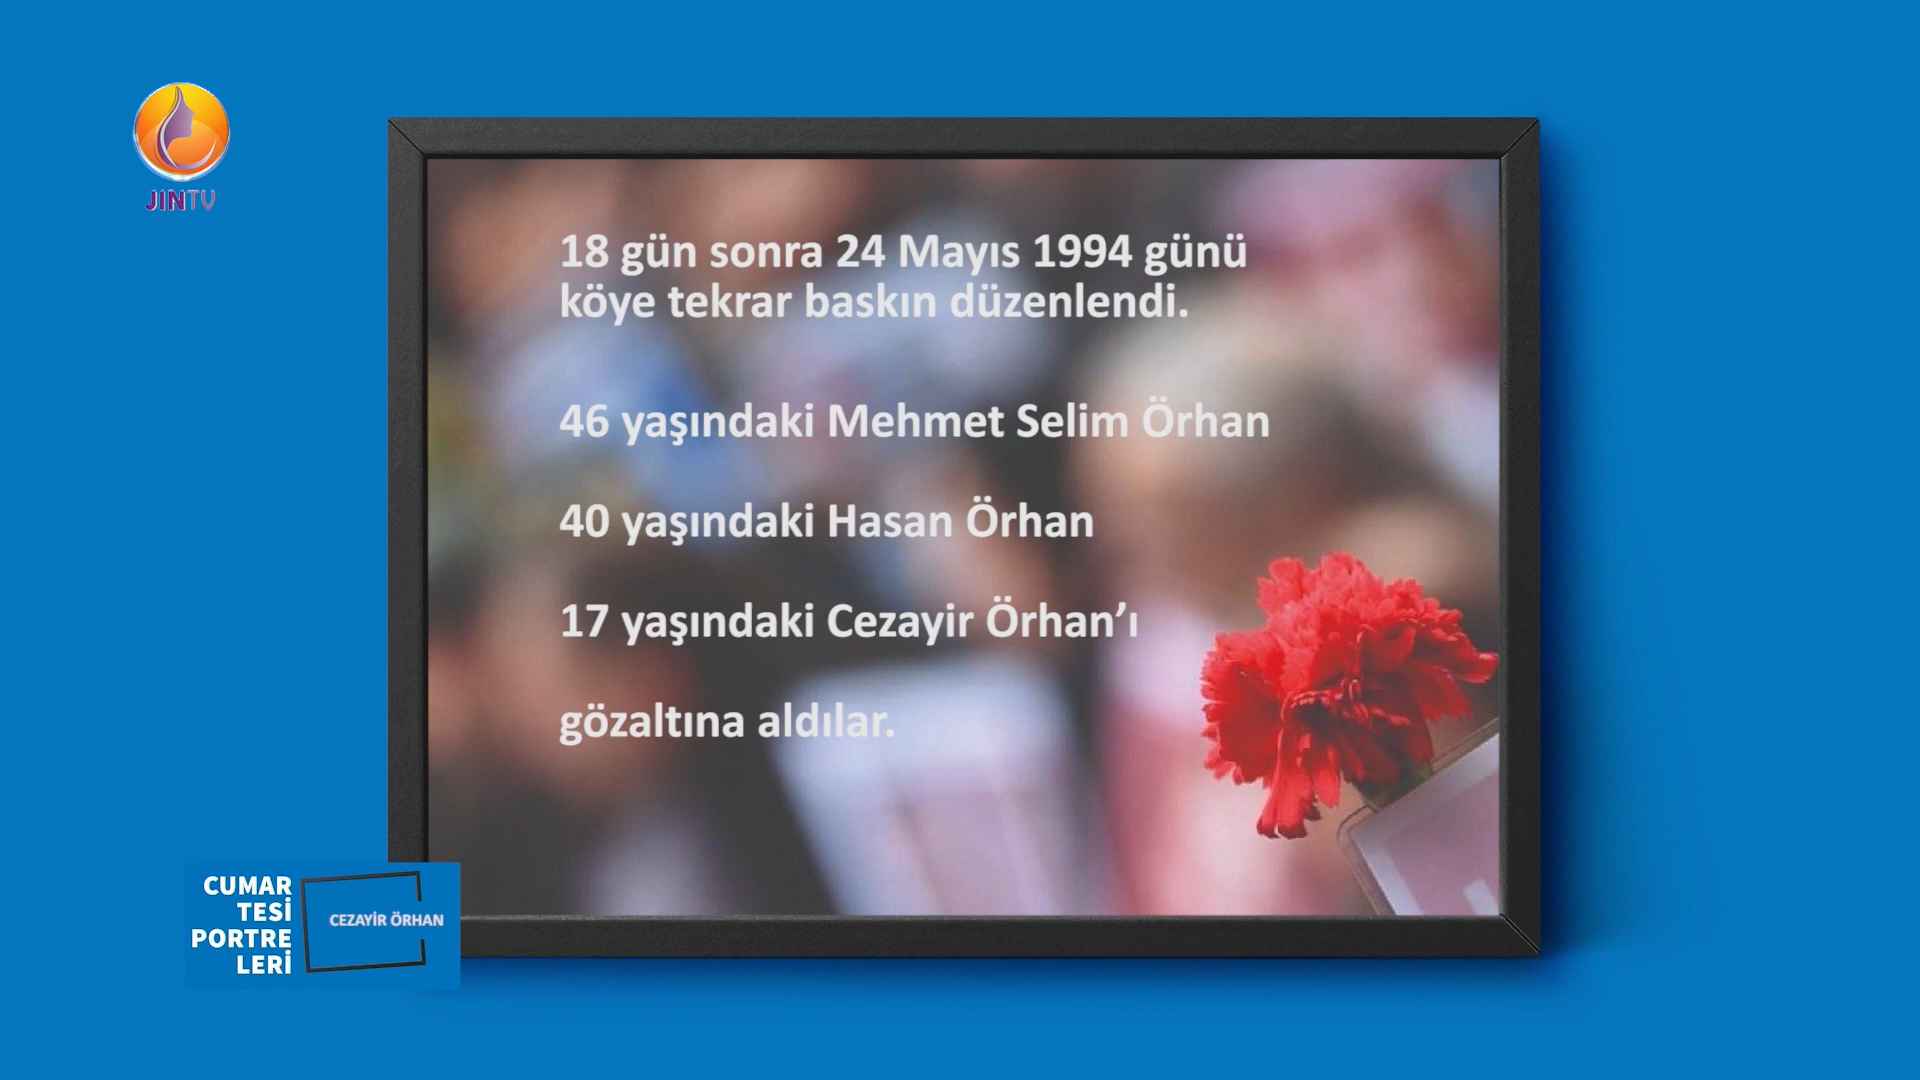 JINTV
18 gün sonra 24 Mayıs 1994 günü
köye tekrar baskın düzenlendi.
46 yaşındaki Mehmet Selim Örhan
40 yaşındaki Hasan Örhan
17 yaşındaki Cezayir Örhan’ı
gözaltına aldılar.
CUMAR
TESİ
PORTRE
LERİ
CEZAYİR ÖRHAN